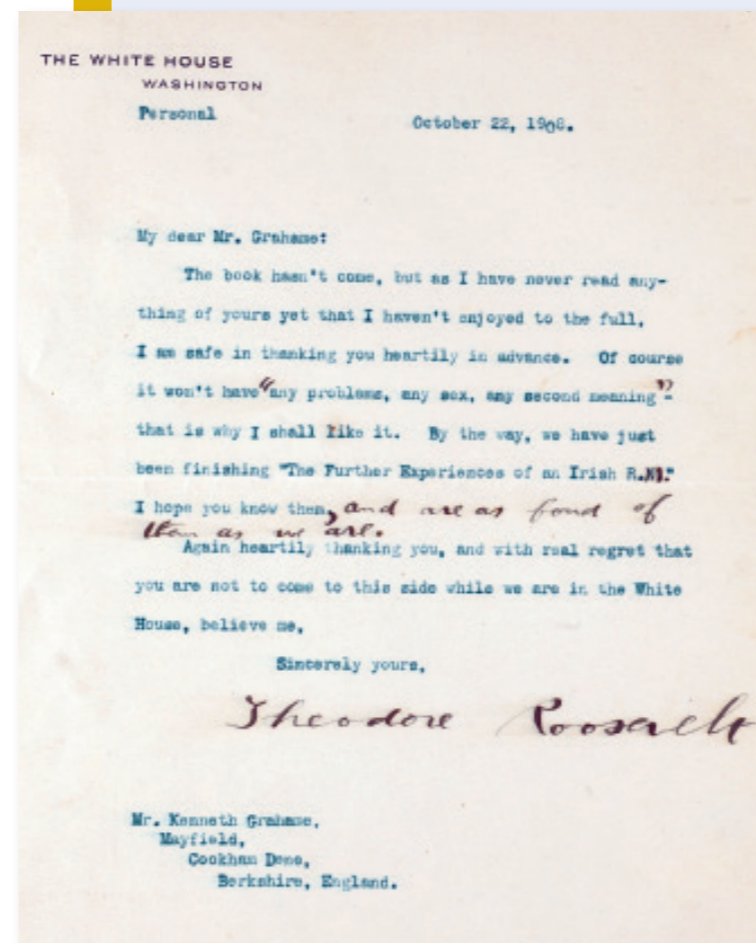 THE WHITE HOUSE
WASHINGTON
Personal
October 22, 1908.
My dear Mr. Grahame:
The book hasn't come, but as I have never read any-
thing of yours yet that I haven't enjoyed to the full,
I am safe in thanking you heartily in advance. Of course
it won't have "any problems, any sex, any second meaning"-
that is why I shall like it. By the way, we have just
been finishing "The Further Experiences of an Irish R.M."
I hope you know them, and are as fond of
them as we are.
Again heartily thanking you, and with real regret that
you are not to come to this side while we are in the White
House, believe me,
Sincerely yours,
Theodore Roosevelt
Mr. Kenneth Grahame,
Mayfield,
Cookham Dene,
Berkshire, England.